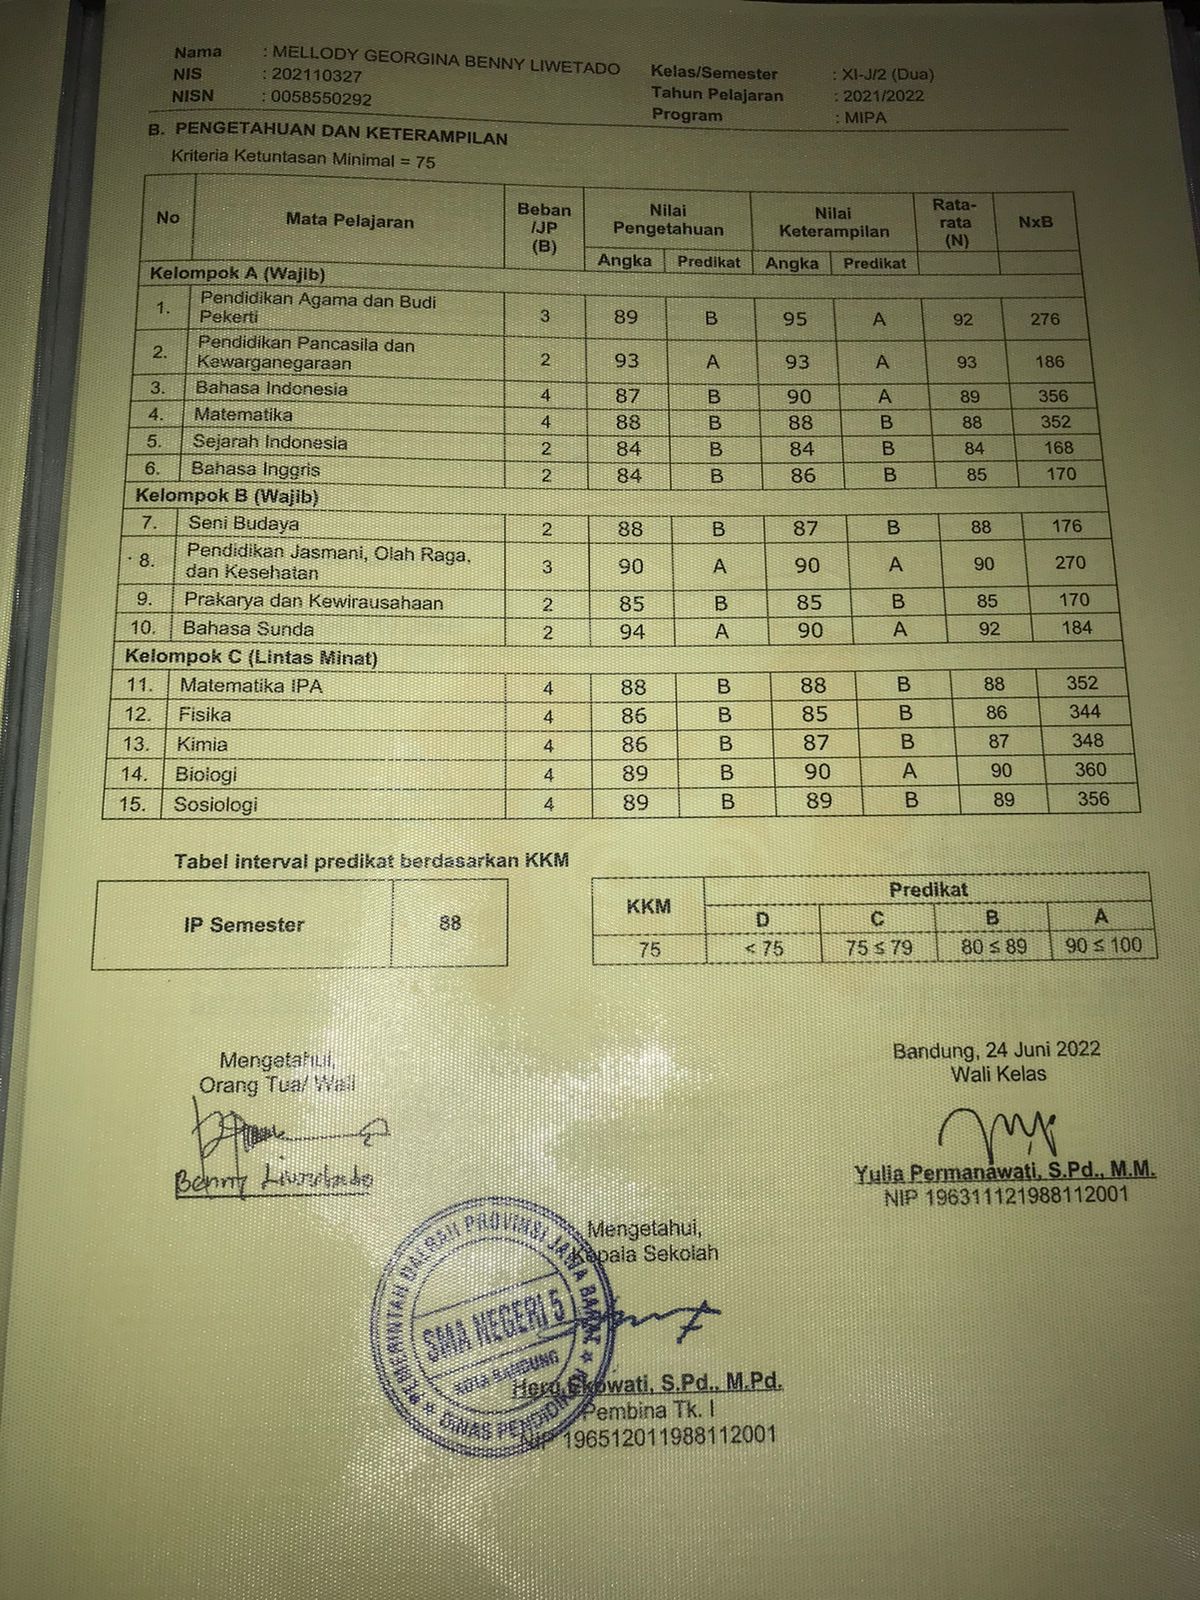 Nama : MELLODY GEORGINA BENNY LIWETADO
NIS : 202110327
NISN : 0058550292
Kelas/Semester : XI-J/2 (Dua)
Tahun Pelajaran : 2021/2022
Program : MIPA
B. PENGETAHUAN DAN KETERAMPILAN
Kriteria Ketuntasan Minimal = 75
No Mata Pelajaran Beban /JP (B) Nilai Pengetahuan Nilai Keterampilan Rata-rata (N) NxB
Angka Predikat Angka Predikat
Kelompok A (Wajib)
1. Pendidikan Agama dan Budi Pekerti 3 89 B 95 A 92 276
2. Pendidikan Pancasila dan Kewarganegaraan 2 93 A 93 A 93 186
3. Bahasa Indonesia 4 87 B 90 A 89 356
4. Matematika 4 88 B 88 B 88 352
5. Sejarah Indonesia 2 84 B 84 B 84 168
6. Bahasa Inggris 2 84 B 86 B 85 170
Kelompok B (Wajib)
7. Seni Budaya 2 88 B 87 B 88 176
8. Pendidikan Jasmani, Olah Raga, dan Kesehatan 3 90 A 90 A 90 270
9. Prakarya dan Kewirausahaan 2 85 B 85 B 85 170
10. Bahasa Sunda 2 94 A 90 A 92 184
Kelompok C (Lintas Minat)
11. Matematika IPA 4 88 B 88 B 88 352
12. Fisika 4 86 B 85 B 86 344
13. Kimia 4 86 B 87 B 87 348
14. Biologi 4 89 B 90 A 90 360
15. Sosiologi 4 89 B 89 B 89 356
Tabel interval predikat berdasarkan KKM
IP Semester 88
KKM Predikat
D C B A
75 < 75 75 ≤ 79 80 ≤ 89 90 ≤ 100
Mengetahui,
Orang Tua/ Wali
Benny Liwetado
Bandung, 24 Juni 2022
Wali Kelas
Yulia Permanawati, S.Pd., M.M.
NIP 196311121988112001
Mengetahui,
Kepala Sekolah
PEMERINTAH DAERAH PROVINSI JAWA BARAT
SMA NEGERI 5
KOTA BANDUNG
DINAS PENDIDIKAN
Heru Ekowati, S.Pd., M.Pd.
Pembina Tk. I
NIP 196512011988112001